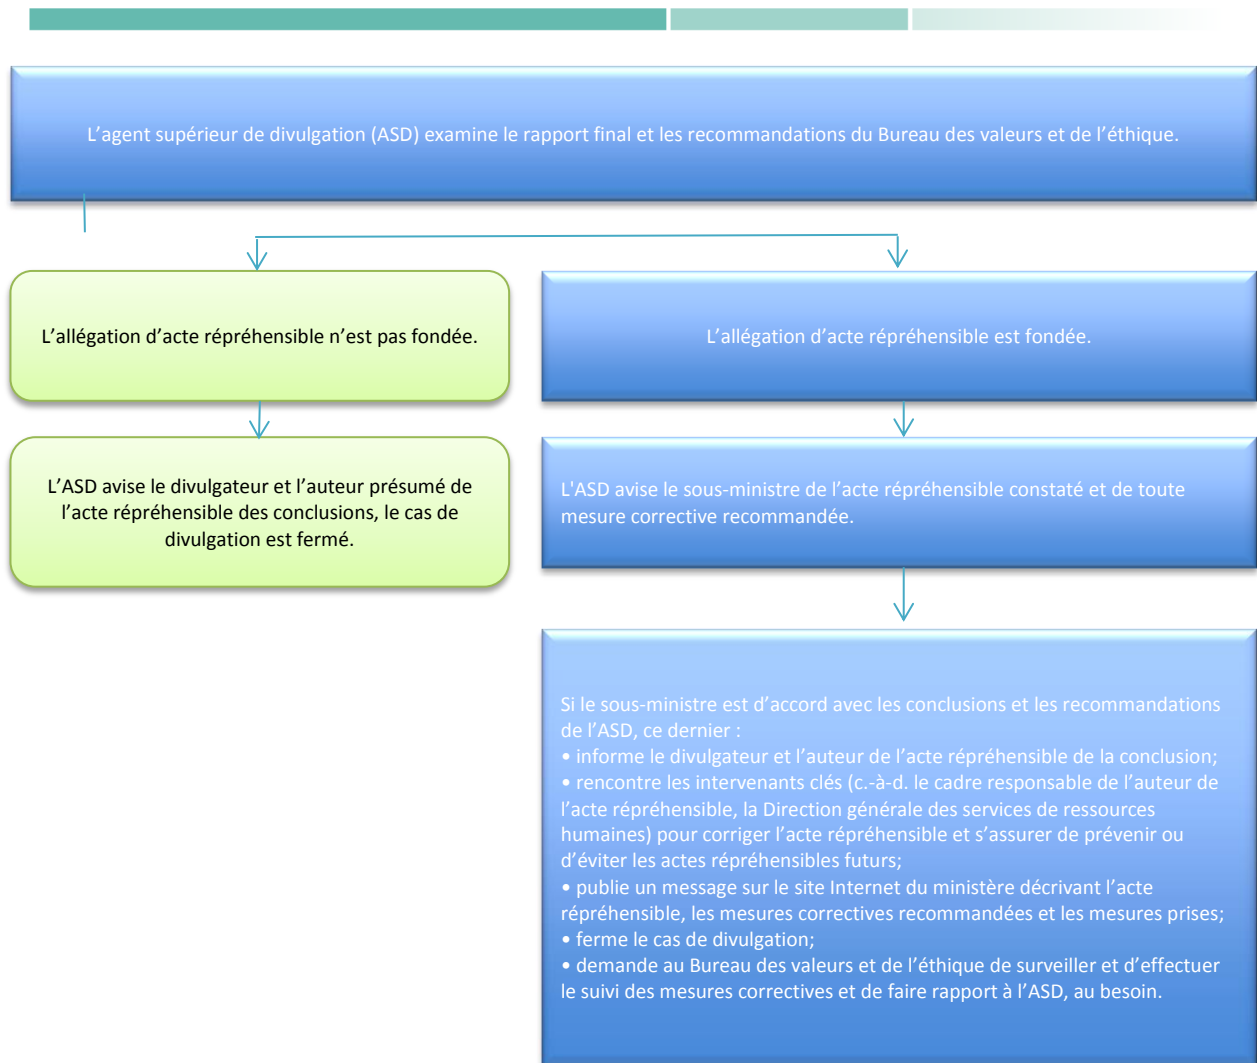 L’agent supérieur de divulgation (ASD) examine le rapport final et les recommandations du Bureau des valeurs et de l’éthique.
L’allégation d’acte répréhensible n’est pas fondée.
L’allégation d’acte répréhensible est fondée.
L’ASD avise le divulgateur et l’auteur présumé de
l’acte répréhensible des conclusions, le cas de
divulgation est fermé.
L'ASD avise le sous-ministre de l’acte répréhensible constaté et de toute
mesure corrective recommandée.
Si le sous-ministre est d’accord avec les conclusions et les recommandations
de l’ASD, ce dernier :
• informe le divulgateur et l’auteur de l’acte répréhensible de la conclusion;
• rencontre les intervenants clés (c.-à-d. le cadre responsable de l’auteur de
l’acte répréhensible, la Direction générale des services de ressources
humaines) pour corriger l’acte répréhensible et s’assurer de prévenir ou
d’éviter les actes répréhensibles futurs;
• publie un message sur le site Internet du ministère décrivant l’acte
répréhensible, les mesures correctives recommandées et les mesures prises;
• ferme le cas de divulgation;
• demande au Bureau des valeurs et de l’éthique de surveiller et d’effectuer
le suivi des mesures correctives et de faire rapport à l’ASD, au besoin.